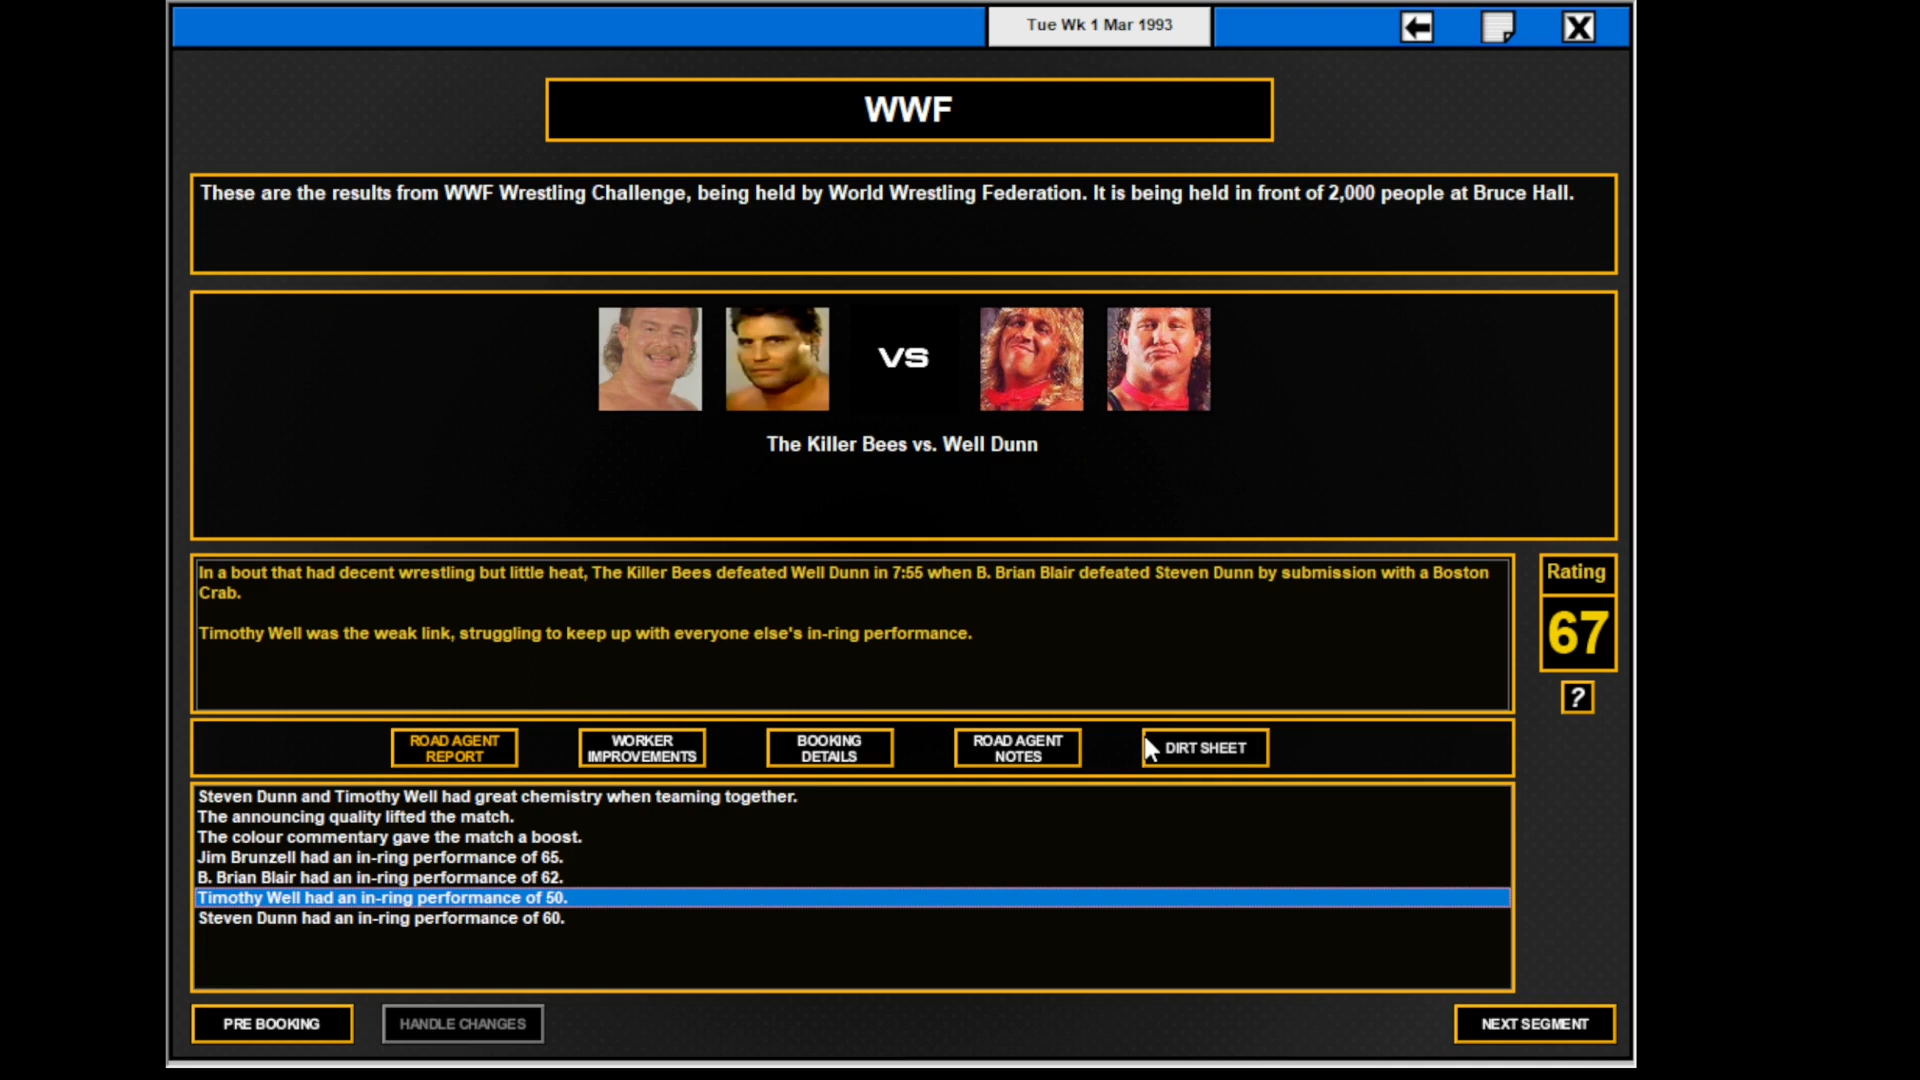 Tue Wk 1 Mar 1993
WWF
These are the results from WWF Wrestling Challenge, being held by World Wrestling Federation. It is being held in front of 2,000 people at Bruce Hall.
VS
The Killer Bees vs. Well Dunn
In a bout that had decent wrestling but little heat, The Killer Bees defeated Well Dunn in 7:55 when B. Brian Blair defeated Steven Dunn by submission with a Boston
Crab.
Timothy Well was the weak link, struggling to keep up with everyone else's in-ring performance.
Rating
67
?
ROAD AGENT
REPORT
WORKER
IMPROVEMENTS
BOOKING
DETAILS
ROAD AGENT
NOTES
DIRT SHEET
Steven Dunn and Timothy Well had great chemistry when teaming together.
The announcing quality lifted the match.
The colour commentary gave the match a boost.
Jim Brunzell had an in-ring performance of 65.
B. Brian Blair had an in-ring performance of 62.
Timothy Well had an in-ring performance of 50.
Steven Dunn had an in-ring performance of 60.
PRE BOOKING
HANDLE CHANGES
NEXT SEGMENT